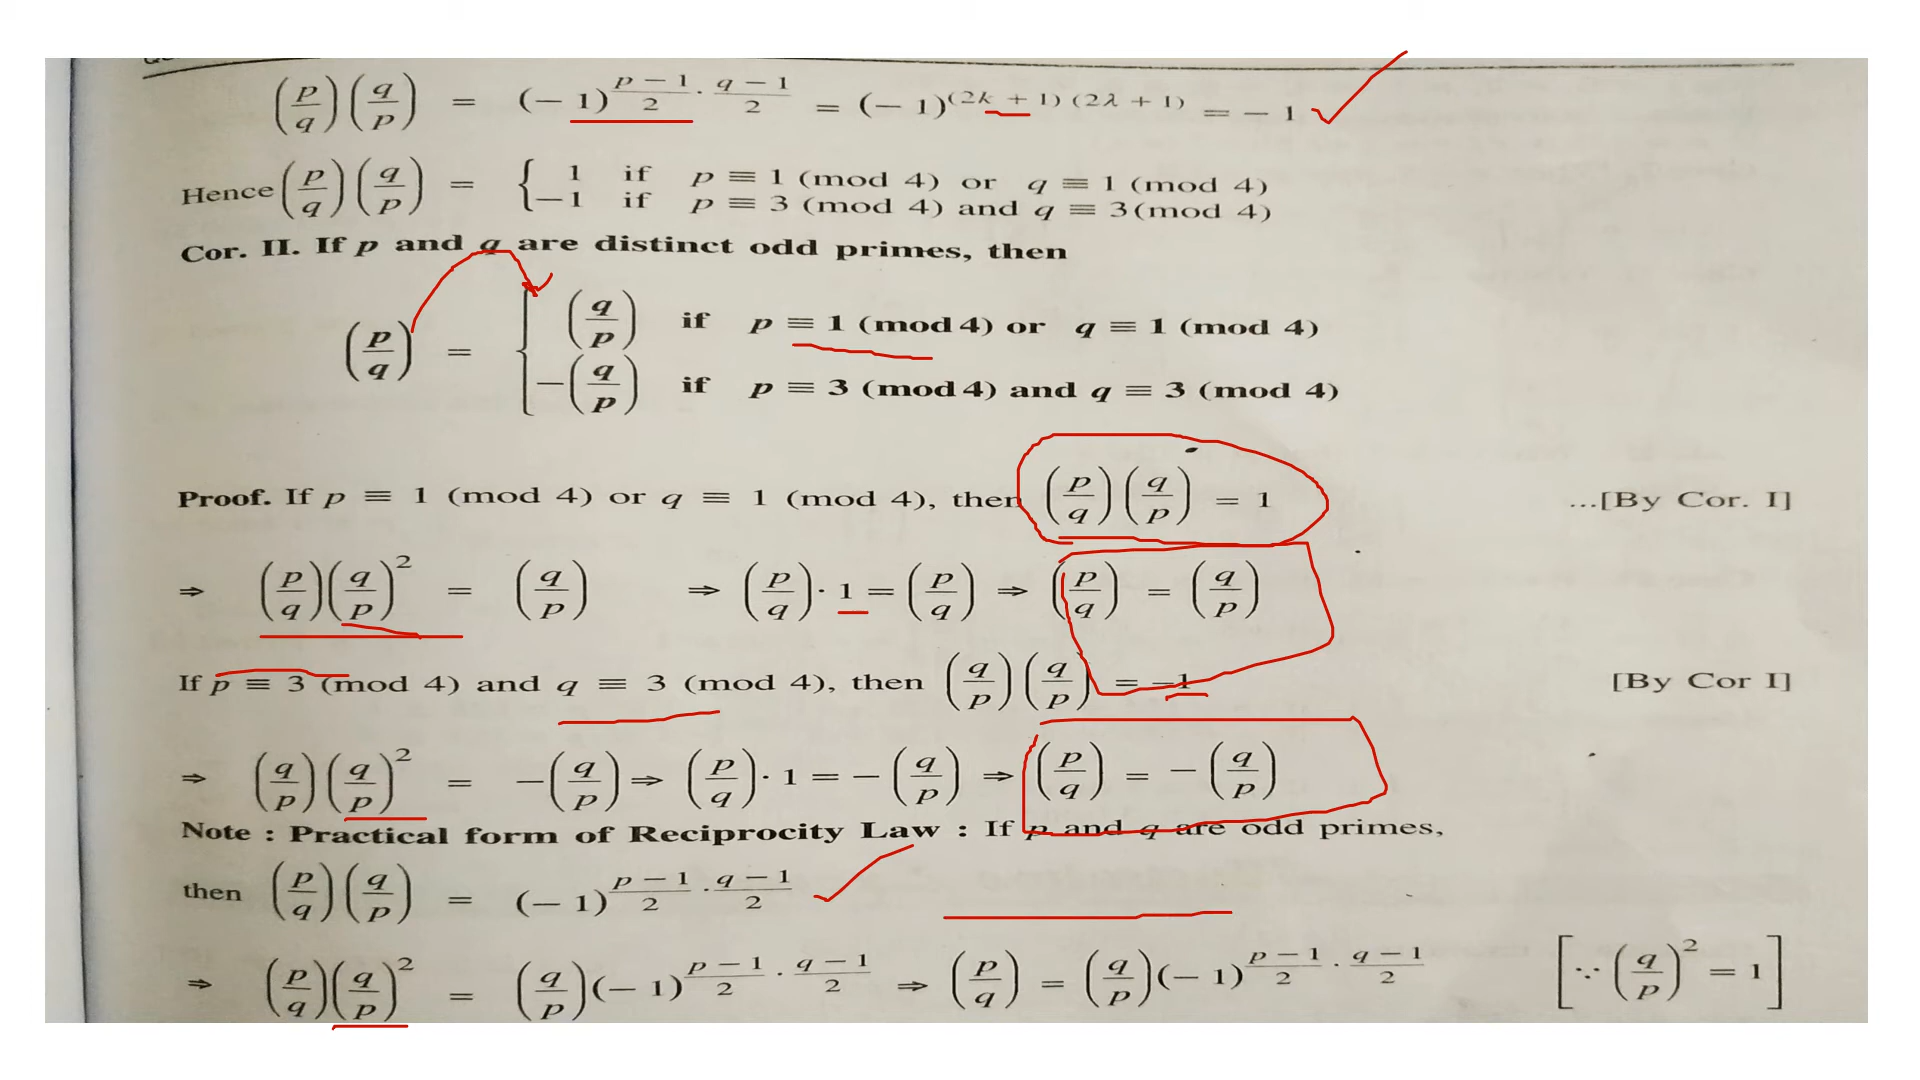 (p/q)(q/p) = (− 1)^((p − 1)/2 · (q − 1)/2) = (− 1)^((2k + 1) (2λ + 1)) = − 1
Hence (p/q)(q/p) = { 1 if p ≡ 1 (mod 4) or q ≡ 1 (mod 4)
−1 if p ≡ 3 (mod 4) and q ≡ 3(mod 4)
Cor. II. If p and q are distinct odd primes, then
(p/q) = { (q/p) if p ≡ 1 (mod 4) or q ≡ 1 (mod 4)
−(q/p) if p ≡ 3 (mod 4) and q ≡ 3 (mod 4)
Proof. If p ≡ 1 (mod 4) or q ≡ 1 (mod 4), then (p/q)(q/p) = 1 ...[By Cor. I]
⇒ (p/q)(q/p)² = (q/p) ⇒ (p/q) · 1 = (p/q) ⇒ (p/q) = (q/p)
If p ≡ 3 (mod 4) and q ≡ 3 (mod 4), then (q/p)(q/p) = −1 [By Cor I]
⇒ (q/p)(q/p)² = −(q/p) ⇒ (p/q) · 1 = −(q/p) ⇒ (p/q) = −(q/p)
Note : Practical form of Reciprocity Law : If p and q are odd primes,
then (p/q)(q/p) = (− 1)^((p − 1)/2 · (q − 1)/2)
⇒ (p/q)(q/p)² = (q/p)(− 1)^((p − 1)/2 · (q − 1)/2) ⇒ (p/q) = (q/p)(− 1)^((p − 1)/2 · (q − 1)/2) [∵ (q/p)² = 1]